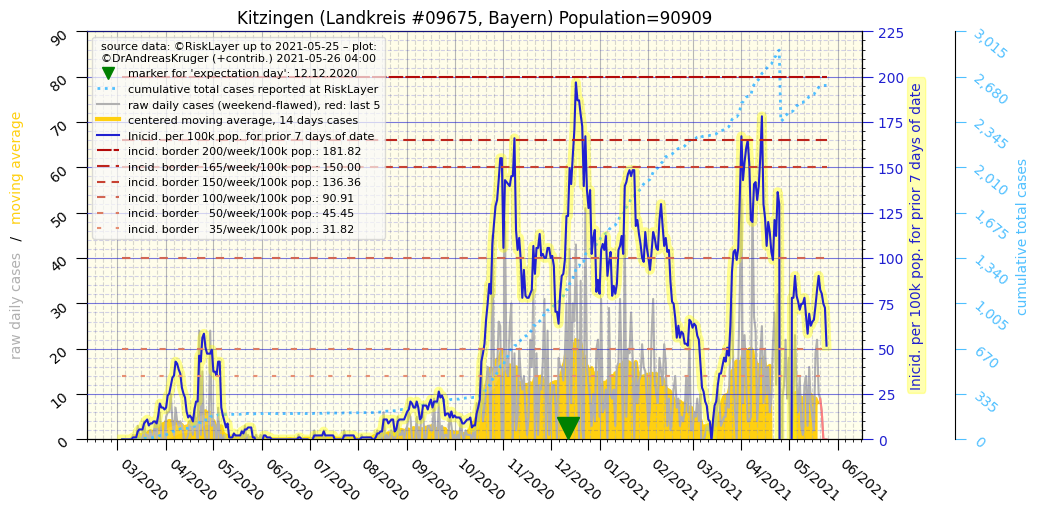 Kitzingen (Landkreis #09675, Bayern) Population=90909
source data: ©RiskLayer up to 2021-05-25 – plot:
©DrAndreasKruger (+contrib.) 2021-05-26 04:00
marker for 'expectation day': 12.12.2020
cumulative total cases reported at RiskLayer
raw daily cases (weekend-flawed), red: last 5
centered moving average, 14 days cases
Inicid. per 100k pop. for prior 7 days of date
incid. border 200/week/100k pop.: 181.82
incid. border 165/week/100k pop.: 150.00
incid. border 150/week/100k pop.: 136.36
incid. border 100/week/100k pop.: 90.91
incid. border   50/week/100k pop.: 45.45
incid. border   35/week/100k pop.: 31.82
raw daily cases  /  moving average
90
80
70
60
50
40
30
20
10
0
03/2020
04/2020
05/2020
06/2020
07/2020
08/2020
09/2020
10/2020
11/2020
12/2020
01/2021
02/2021
03/2021
04/2021
05/2021
06/2021
225
200
175
150
125
100
75
50
25
0
Inicid. per 100k pop. for prior 7 days of date
3,015
2,680
2,345
2,010
1,675
1,340
1,005
670
335
0
cumulative total cases